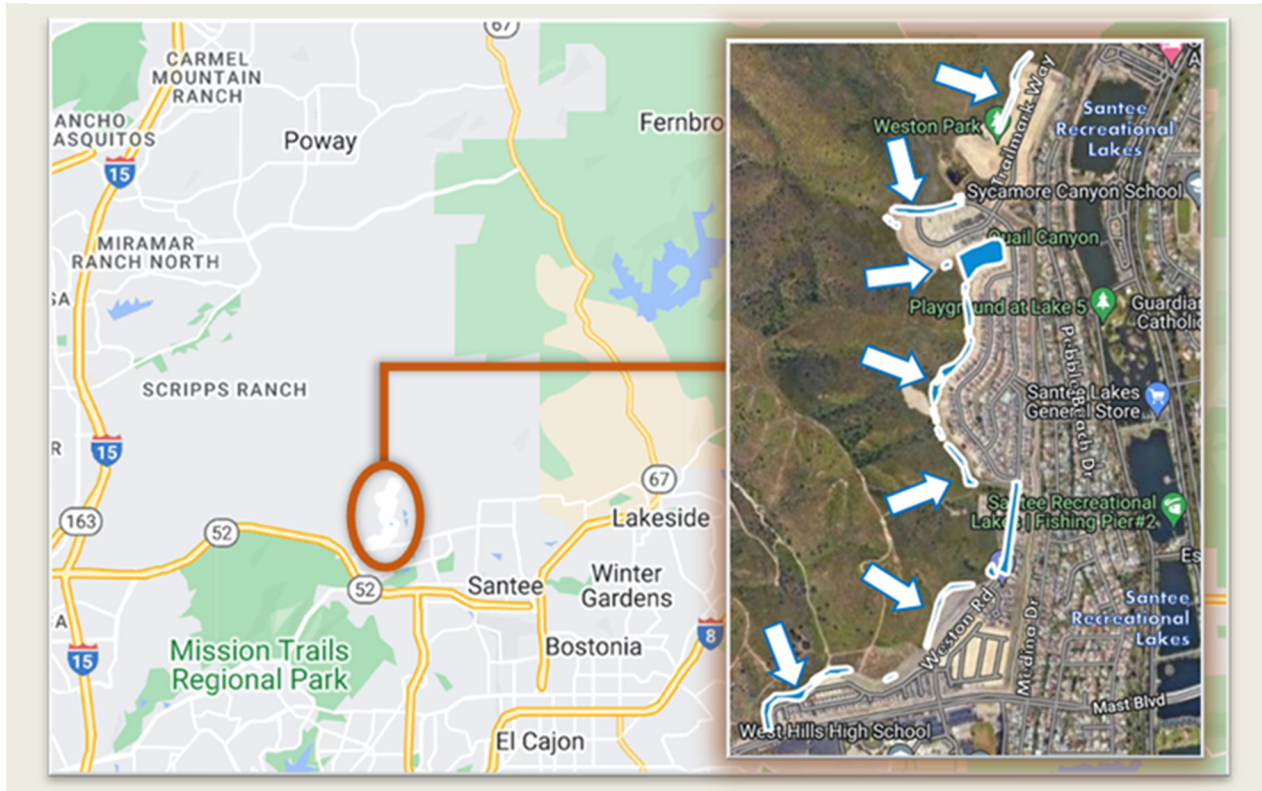 67
CARMEL
MOUNTAIN
RANCH
ANCHO
ASQUITOS
15
Poway
Fernbro
MIRAMAR
RANCH NORTH
SA
SCRIPPS RANCH
R
15
163
52
67
Lakeside
52
Santee
Winter
Gardens
A
15
Mission Trails
Regional Park
Bostonia
8
El Cajon
Trailmark Way
Santee
Recreational
Lakes
A
Weston Park
Sycamore Canyon School
Quail Canyon
Playground at Lake 5
Guardian
Catholic
Pebble Beach Dr
Santee Lakes
General Store
Santee Recreational
Lakes | Fishing Pier#2
Es
Weston Rd
Medina Dr
Santee
Recreational
Lakes
Mast Blvd
West Hills High School